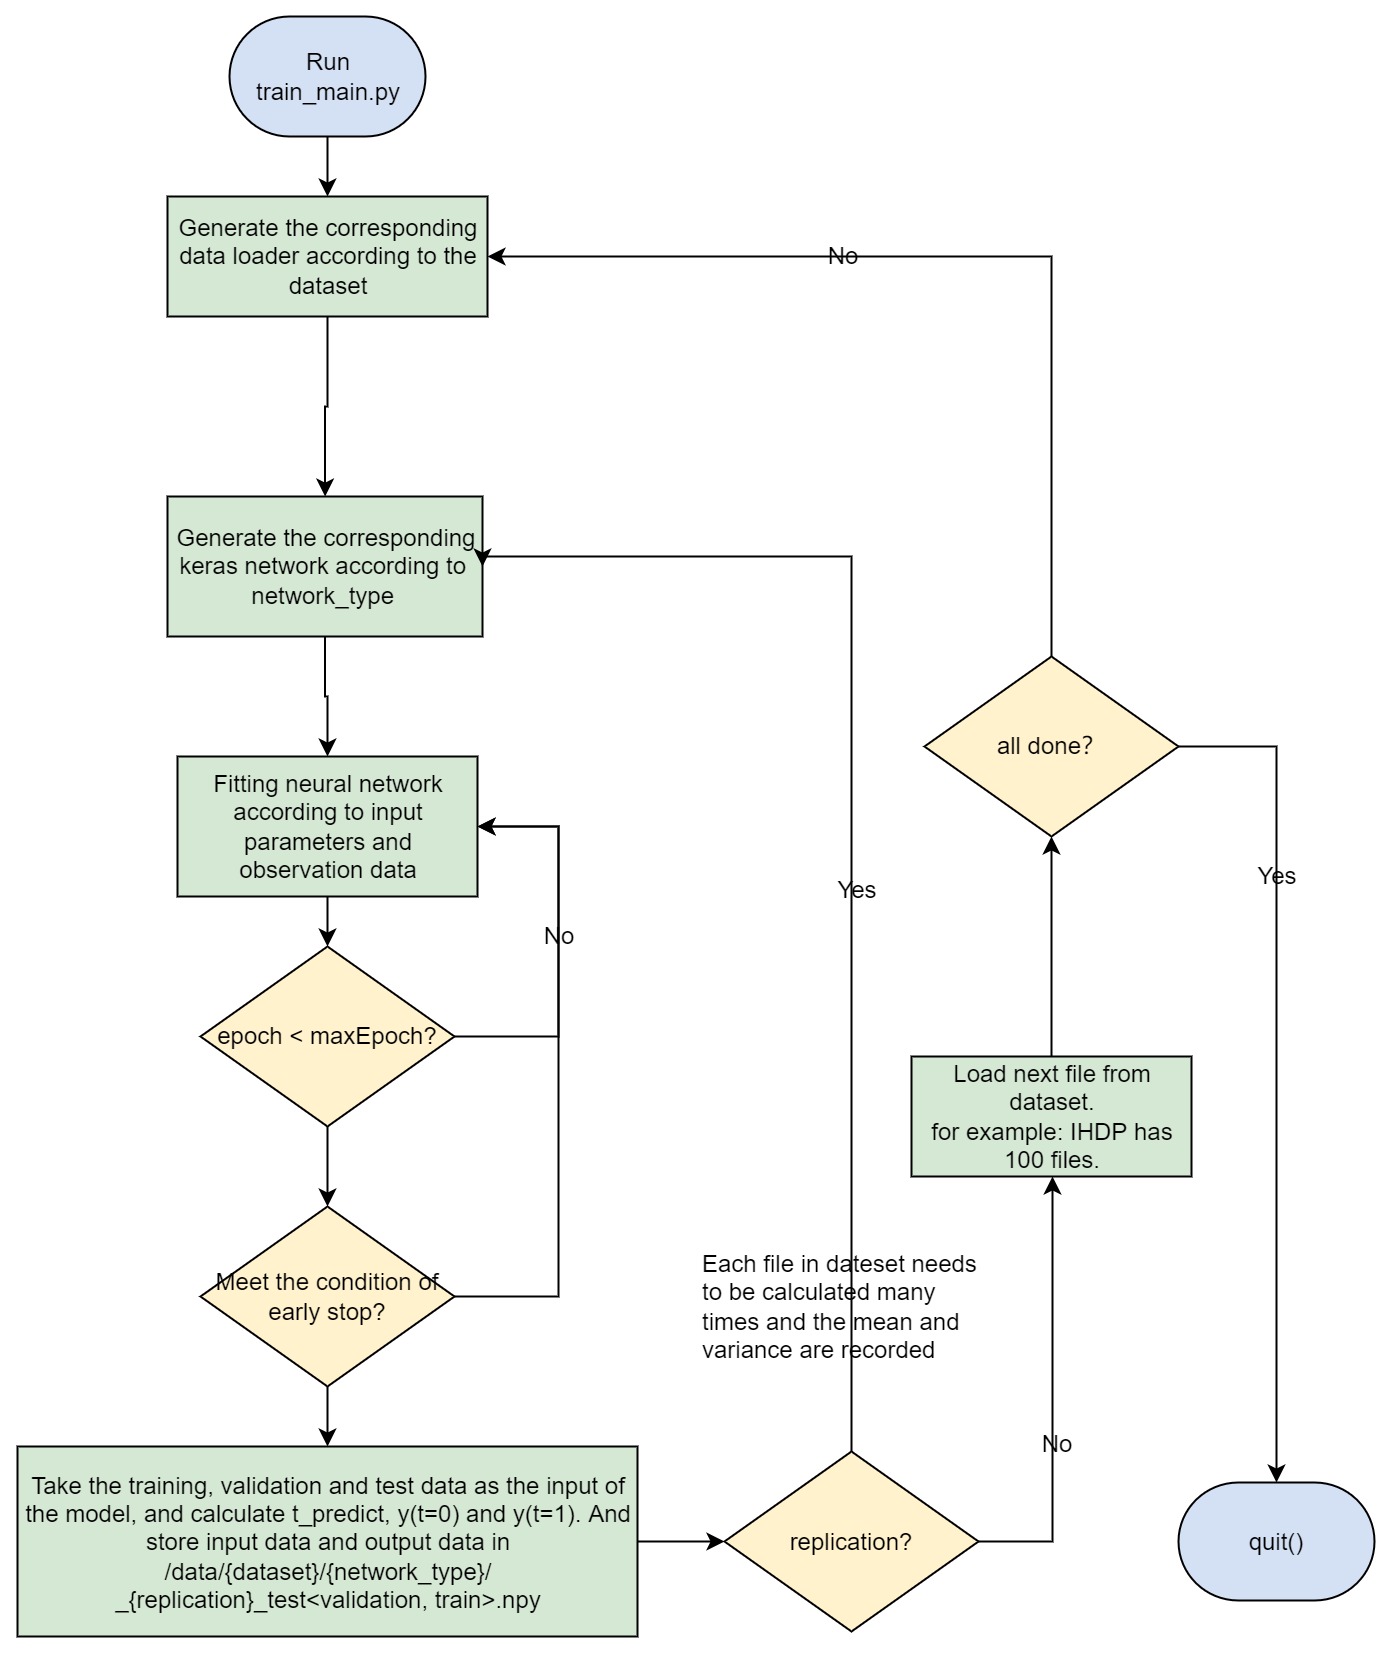 Run
train_main.py
Generate the corresponding
data loader according to the
dataset
No
Generate the corresponding
keras network according to
network_type
all done?
Fitting neural network
according to input
parameters and
observation data
Yes
Yes
No
epoch < maxEpoch?
Load next file from
dataset.
for example: IHDP has
100 files.
Meet the condition of
early stop?
Each file in dateset needs
to be calculated many
times and the mean and
variance are recorded
No
Take the training, validation and test data as the input of
the model, and calculate t_predict, y(t=0) and y(t=1). And
store input data and output data in
/data/{dataset}/{network_type}/
_{replication}_test<validation, train>.npy
replication?
quit()